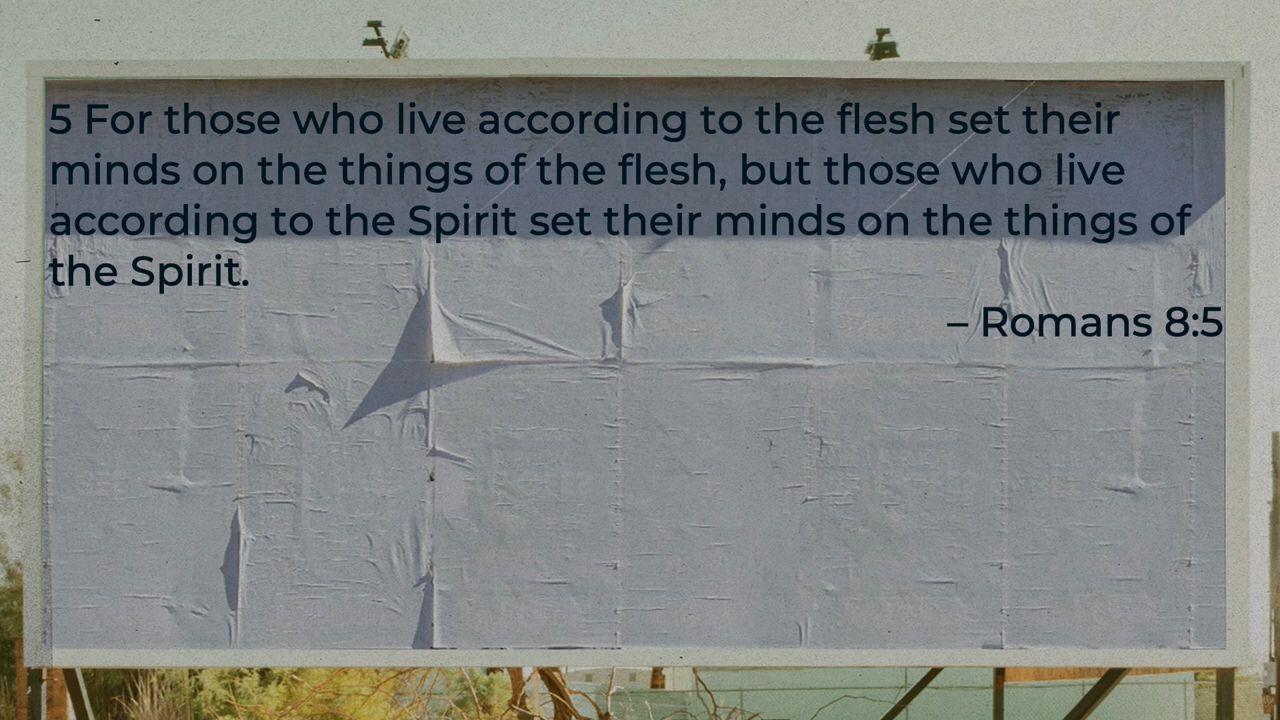 5 For those who live according to the flesh set their
minds on the things of the flesh, but those who live
according to the Spirit set their minds on the things of
the Spirit.
– Romans 8:5